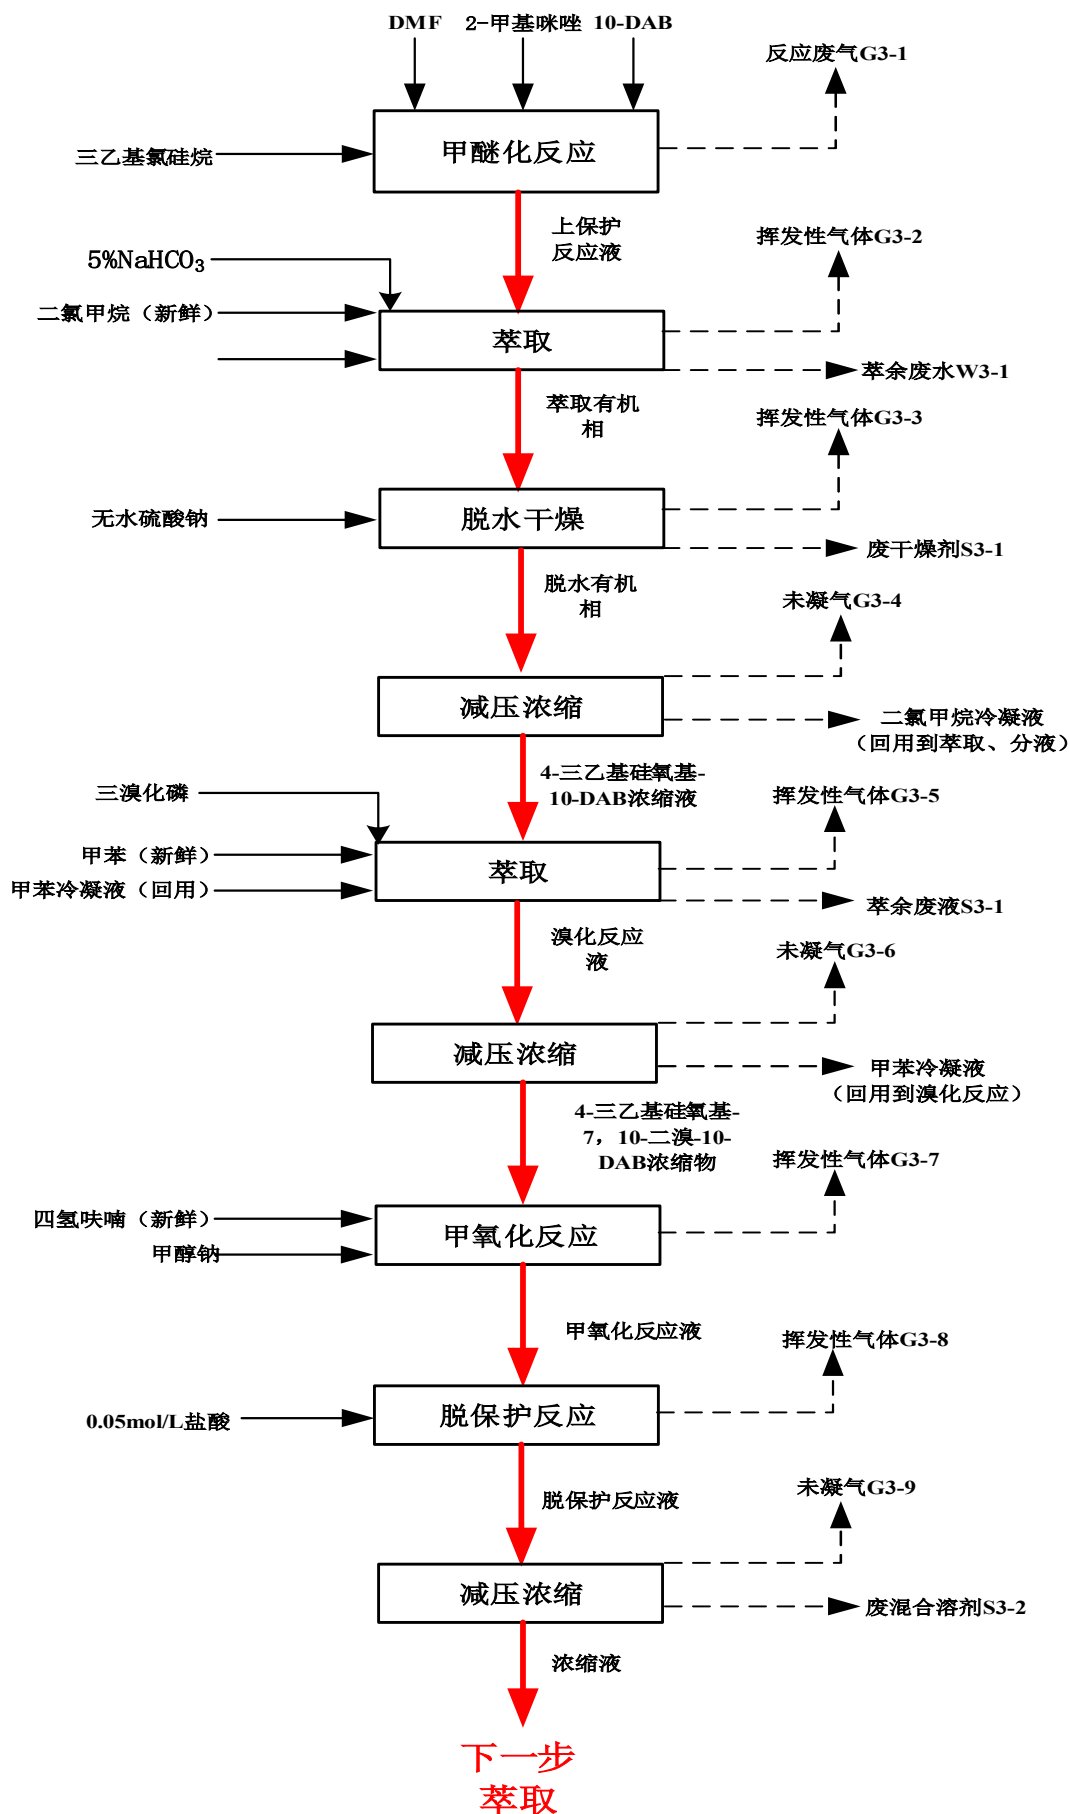 DMF 2-甲基咪唑 10-DAB
反应废气G3-1
甲醚化反应
三乙基氯硅烷
上保护
反应液
挥发性气体G3-2
5%NaHCO₃
二氯甲烷（新鲜）
萃取
萃余废水W3-1
萃取有机
相
挥发性气体G3-3
无水硫酸钠
脱水干燥
废干燥剂S3-1
脱水有机
相
未凝气G3-4
减压浓缩
二氯甲烷冷凝液
（回用到萃取、分液）
4-三乙基硅氧基-
10-DAB浓缩液
三溴化磷
挥发性气体G3-5
甲苯（新鲜）
萃取
甲苯冷凝液（回用）
萃余废液S3-1
溴化反应
液
未凝气G3-6
减压浓缩
甲苯冷凝液
（回用到溴化反应）
4-三乙基硅氧基-
7，10-二溴-10-
DAB浓缩物
挥发性气体G3-7
四氢呋喃（新鲜）
甲氧化反应
甲醇钠
甲氧化反应液
挥发性气体G3-8
0.05mol/L盐酸
脱保护反应
脱保护反应液
未凝气G3-9
减压浓缩
废混合溶剂S3-2
浓缩液
下一步
萃取